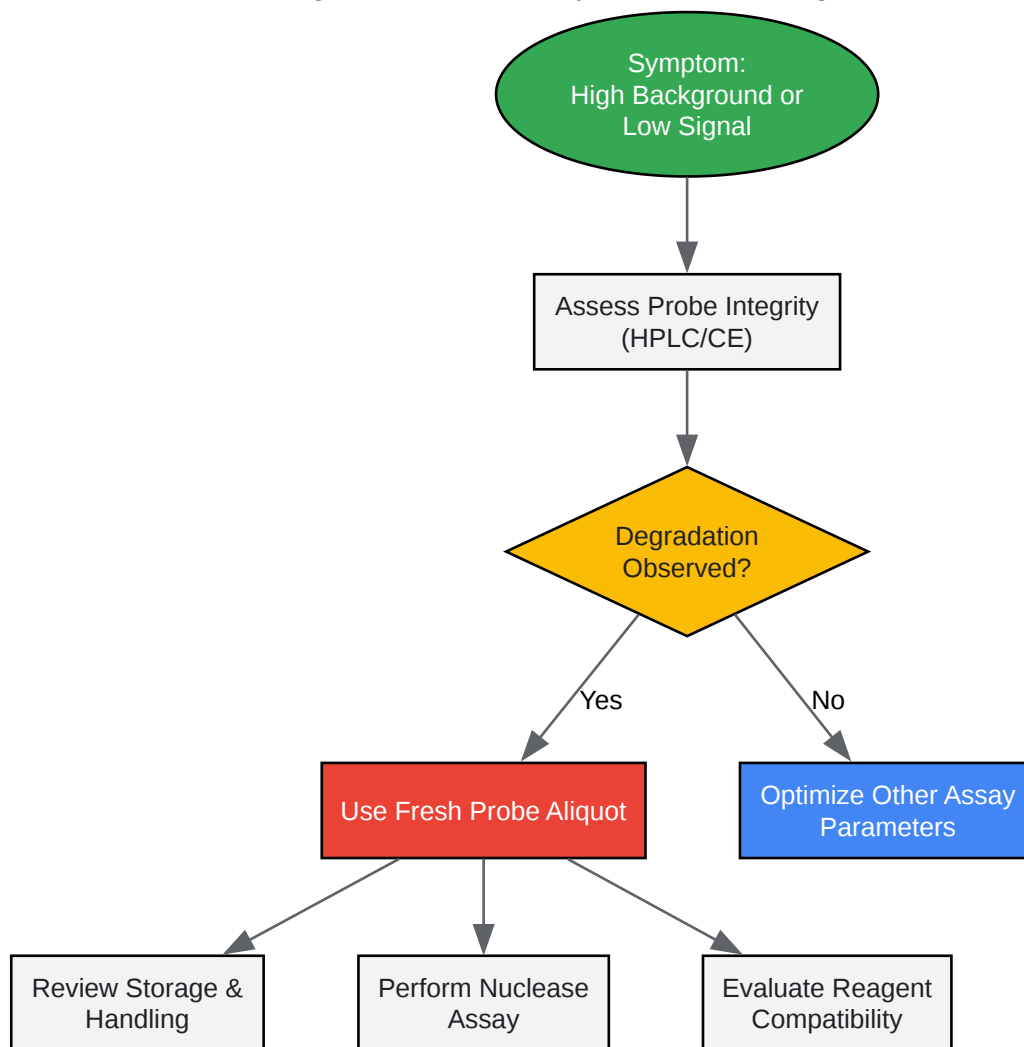 Symptom:
High Background or
Low Signal
Assess Probe Integrity
(HPLC/CE)
Degradation
Observed?
Yes
No
Use Fresh Probe Aliquot
Optimize Other Assay
Parameters
Review Storage &
Handling
Perform Nuclease
Assay
Evaluate Reagent
Compatibility